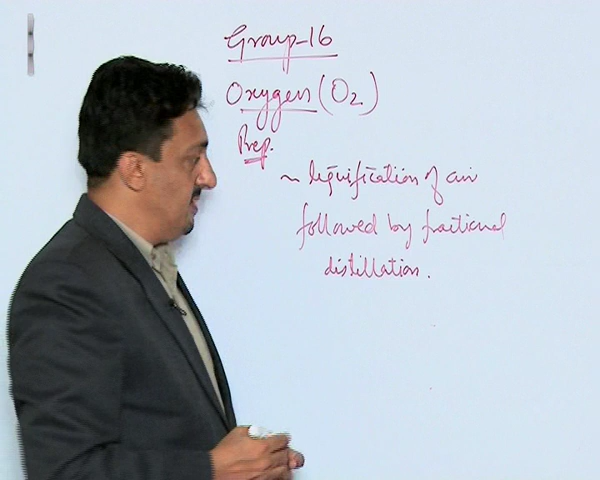 Group-16
Oxygen (O2)
Prep.
~ liquification of air
followed by fractional
distillation.